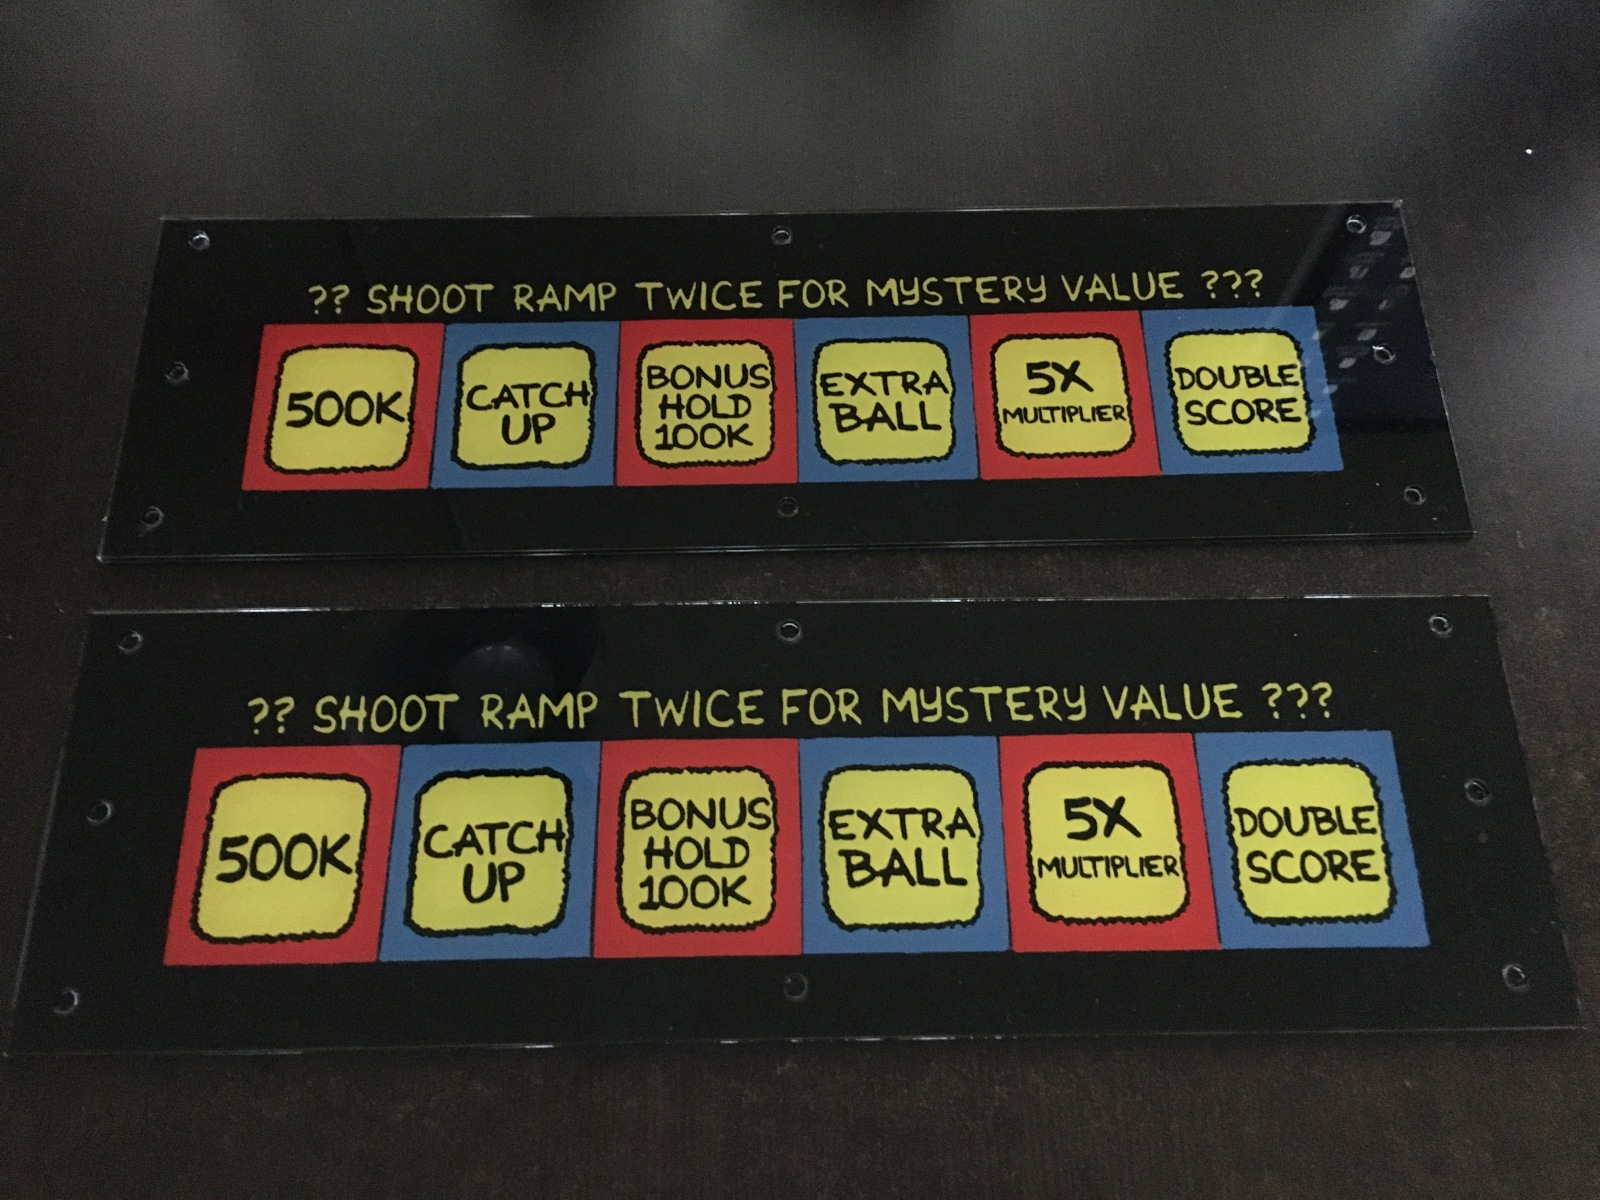 ?? SHOOT RAMP TWICE FOR MYSTERY VALUE ???
500K
CATCH
UP
BONUS
HOLD
100K
EXTRA
BALL
5X
MULTIPLIER
DOUBLE
SCORE
?? SHOOT RAMP TWICE FOR MYSTERY VALUE ???
500K
CATCH
UP
BONUS
HOLD
100K
EXTRA
BALL
5X
MULTIPLIER
DOUBLE
SCORE